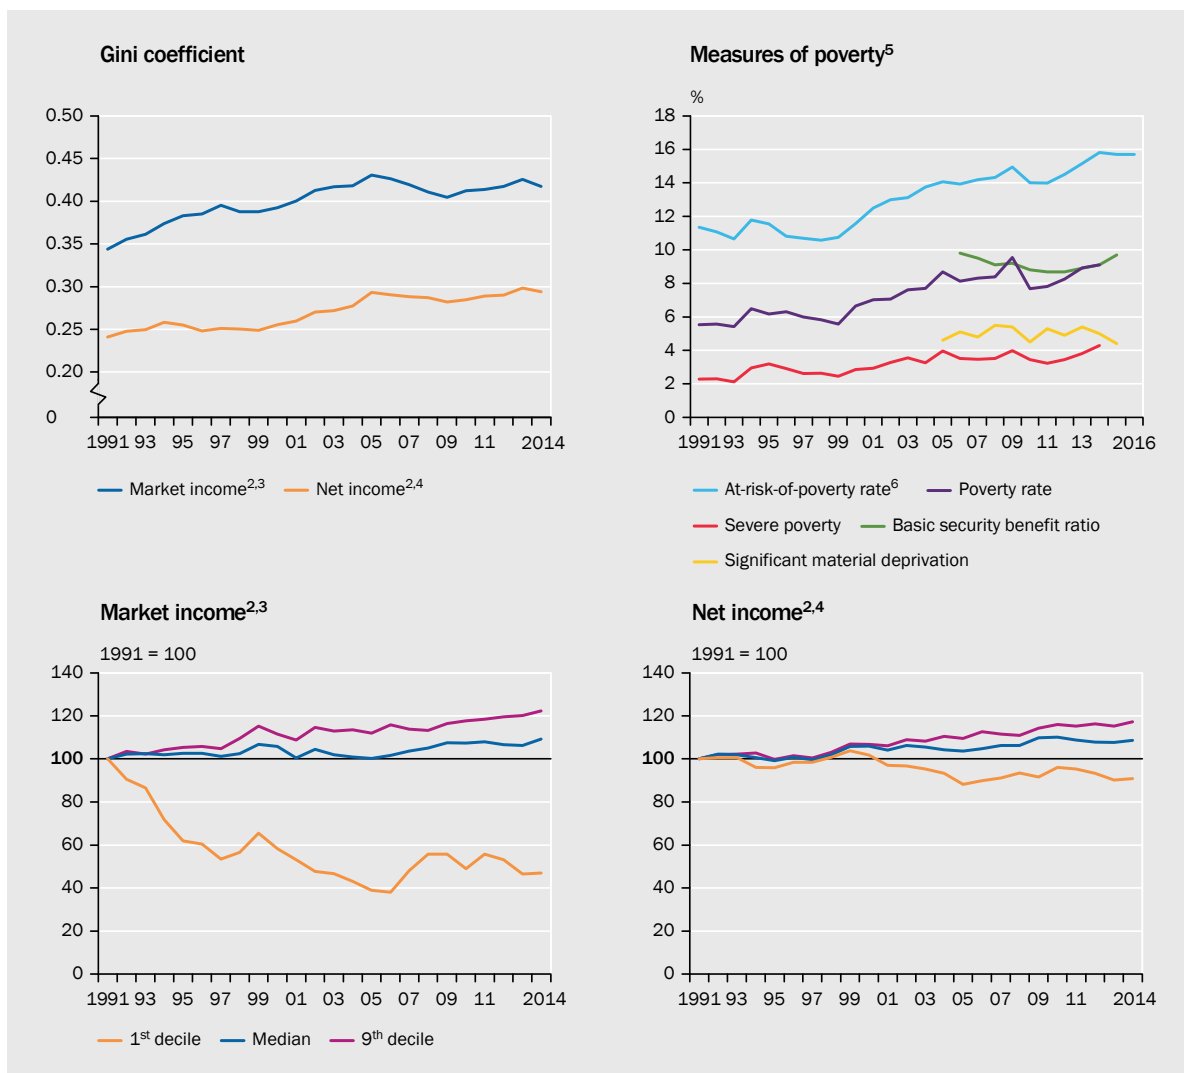 Gini coefficient
0.50
0.45
0.40
0.35
0.30
0.25
0.20
0
1991 93 95 97 99 01 03 05 07 09 11 2014
Market income2,3 Net income2,4
Measures of poverty5
%
18
16
14
12
10
8
6
4
2
0
1991 93 95 97 99 01 03 05 07 09 11 13 2016
At-risk-of-poverty rate6 Poverty rate
Severe poverty Basic security benefit ratio
Significant material deprivation
Market income2,3
1991 = 100
140
120
100
80
60
40
20
0
1991 93 95 97 99 01 03 05 07 09 11 2014
1st decile Median 9th decile
Net income2,4
1991 = 100
140
120
100
80
60
40
20
0
1991 93 95 97 99 01 03 05 07 09 11 2014